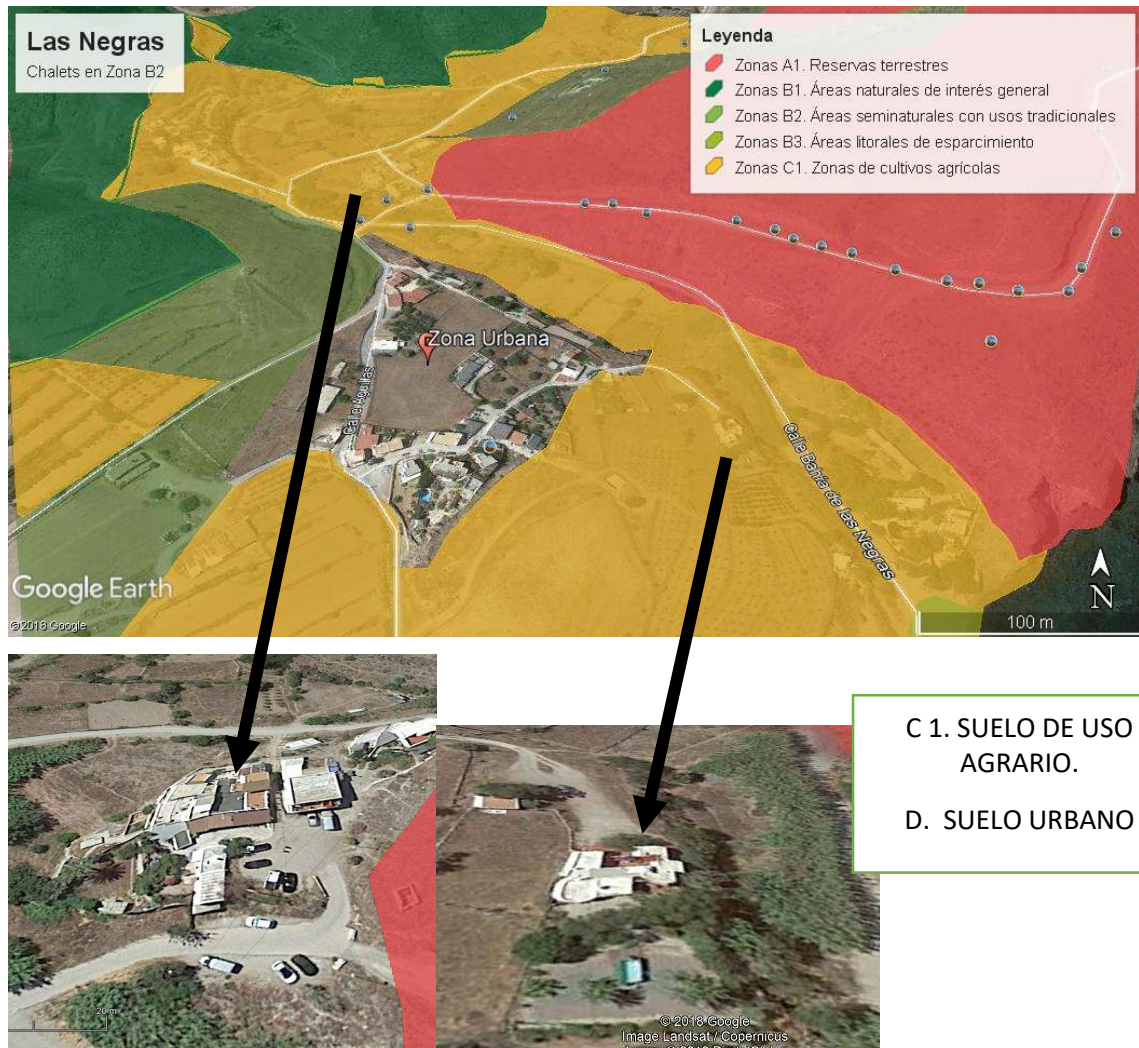 Las Negras
Chalets en Zona B2
Leyenda
Zonas A1. Reservas terrestres
Zonas B1. Áreas naturales de interés general
Zonas B2. Áreas seminaturales con usos tradicionales
Zonas B3. Áreas litorales de esparcimiento
Zonas C1. Zonas de cultivos agrícolas
Zona Urbana
Calle Aguilas
Calle Bahía de las Negras
Google Earth
©2018 Google
N
100 m
C 1. SUELO DE USO
AGRARIO.
D. SUELO URBANO
20 m
© 2018 Google
Image Landsat / Copernicus